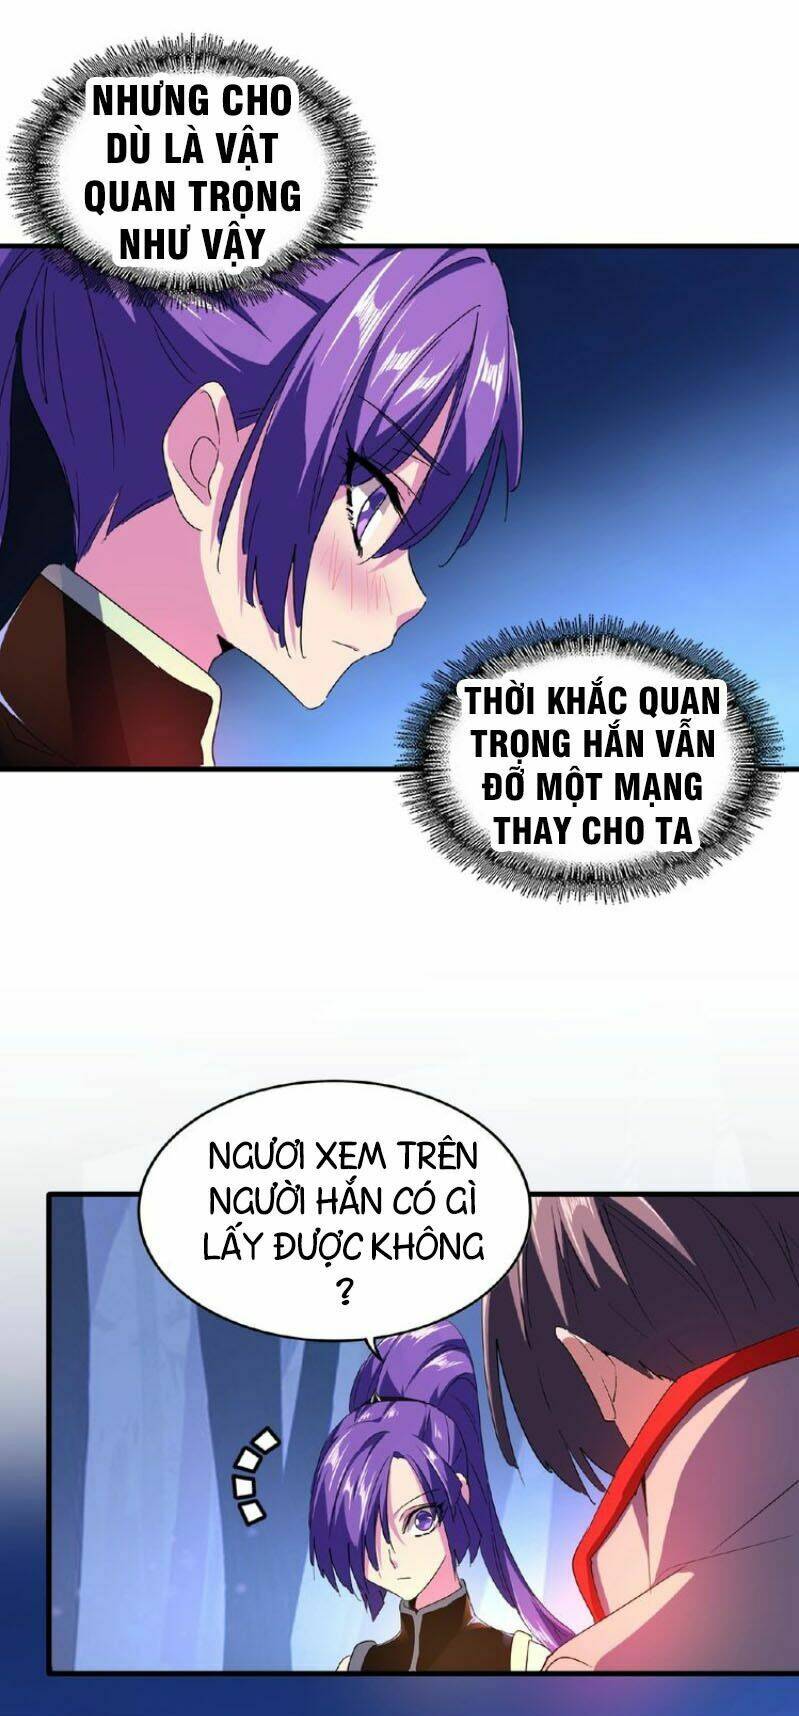 NHƯNG CHO
DÙ LÀ VẬT
QUAN TRỌNG
NHƯ VẬY
THỜI KHẮC QUAN
TRỌNG HẮN VẪN
ĐỠ MỘT MẠNG
THAY CHO TA
NGƯƠI XEM TRÊN
NGƯỜI HẮN CÓ GÌ
LẤY ĐƯỢC KHÔNG
?